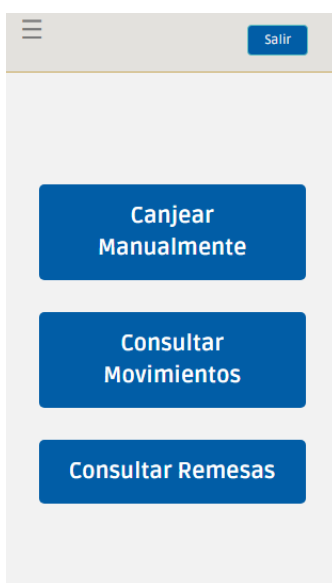 Salir
Canjear
Manualmente
Consultar
Movimientos
Consultar Remesas